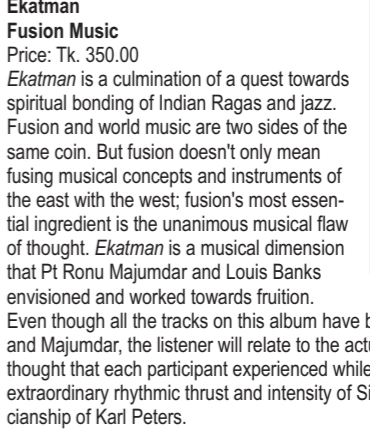 Ekatman
Fusion Music
Price: Tk. 350.00
Ekatman is a culmination of a quest towards
spiritual bonding of Indian Ragas and jazz.
Fusion and world music are two sides of the
same coin. But fusion doesn't only mean
fusing musical concepts and instruments of
the east with the west; fusion's most essen-
tial ingredient is the unanimous musical flaw
of thought. Ekatman is a musical dimension
that Pt Ronu Majumdar and Louis Banks
envisioned and worked towards fruition.
Even though all the tracks on this album have
and Majumdar, the listener will relate to the
thought that each participant experienced while
extraordinary rhythmic thrust and intensity of
cianship of Karl Peters.